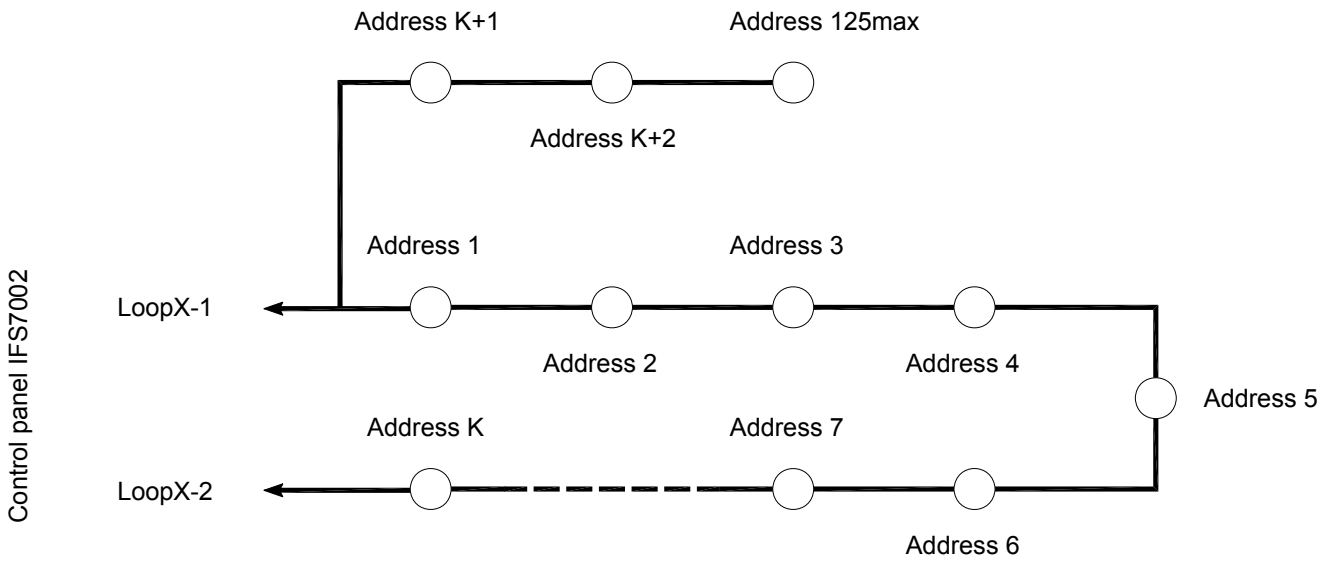 Address K+1
Address 125max
Address K+2
Address 1
Address 3
LoopX-1
Address 2
Address 4
Address 5
Address K
Address 7
LoopX-2
Address 6
Control panel IFS7002